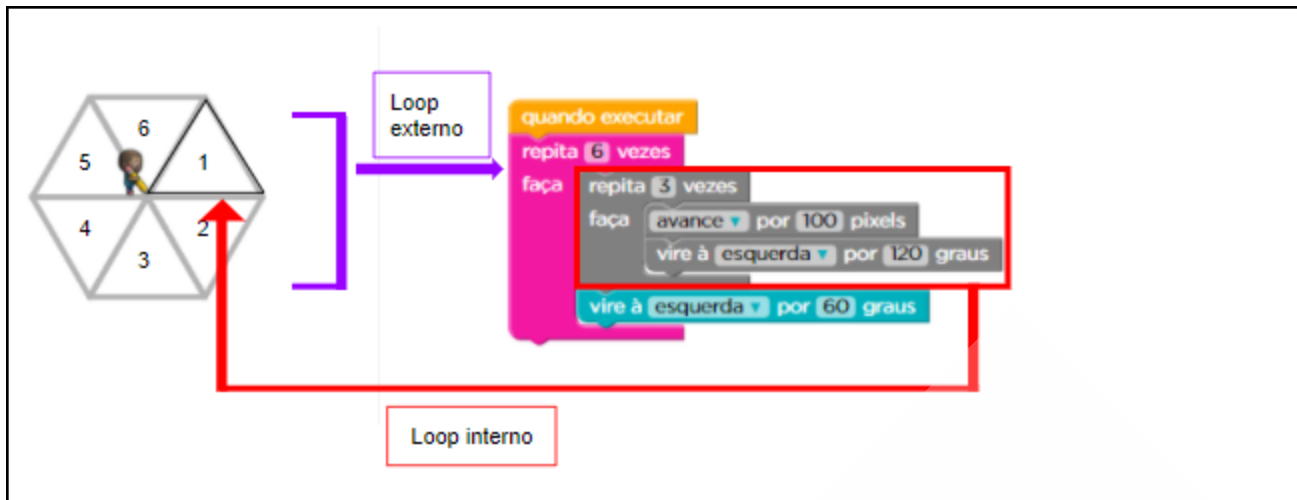 6
5
1
4
2
3
Loop
externo
quando executar
repita 6 vezes
faça
repita 3 vezes
faça
avance por 100 pixels
vire à esquerda por 120 graus
vire à esquerda por 60 graus
Loop interno